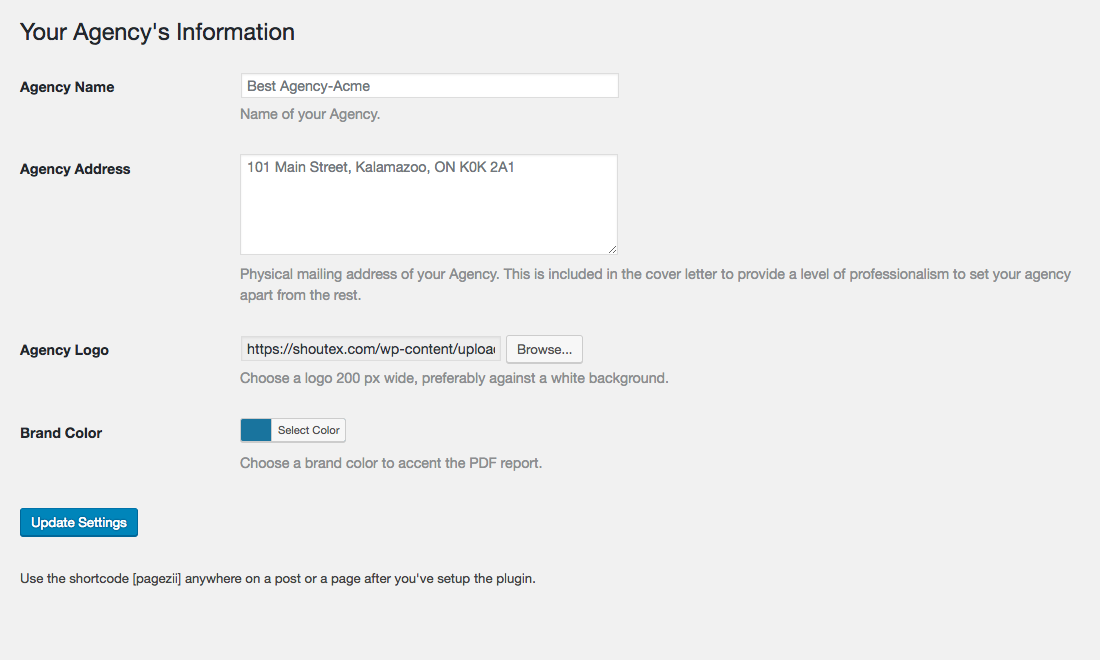 Your Agency's Information
Agency Name
Best Agency-Acme
Name of your Agency.
Agency Address
101 Main Street, Kalamazoo, ON K0K 2A1
Physical mailing address of your Agency. This is included in the cover letter to provide a level of professionalism to set your agency
apart from the rest.
Agency Logo
https://shoutex.com/wp-content/uploa
Browse...
Choose a logo 200 px wide, preferably against a white background.
Brand Color
Select Color
Choose a brand color to accent the PDF report.
Update Settings
Use the shortcode [pagezii] anywhere on a post or a page after you've setup the plugin.